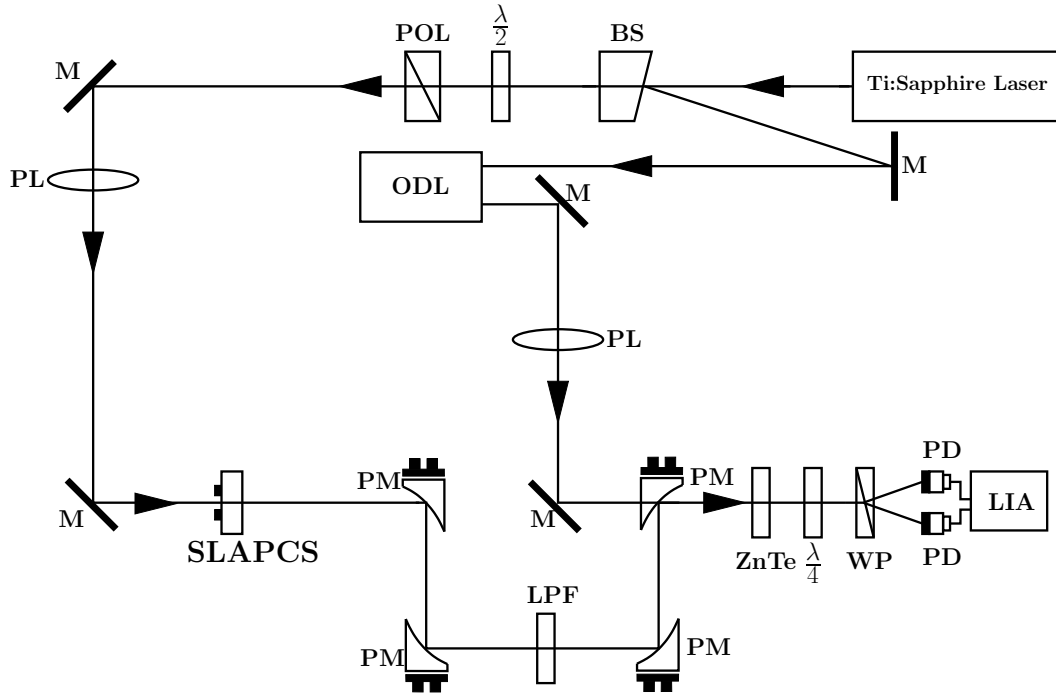 POL
λ/2
BS
M
Ti:Sapphire Laser
PL
ODL
M
M
PL
PM
PM
PD
M
M
LIA
SLAPCS
ZnTe
λ/4
WP
PD
LPF
PM
PM